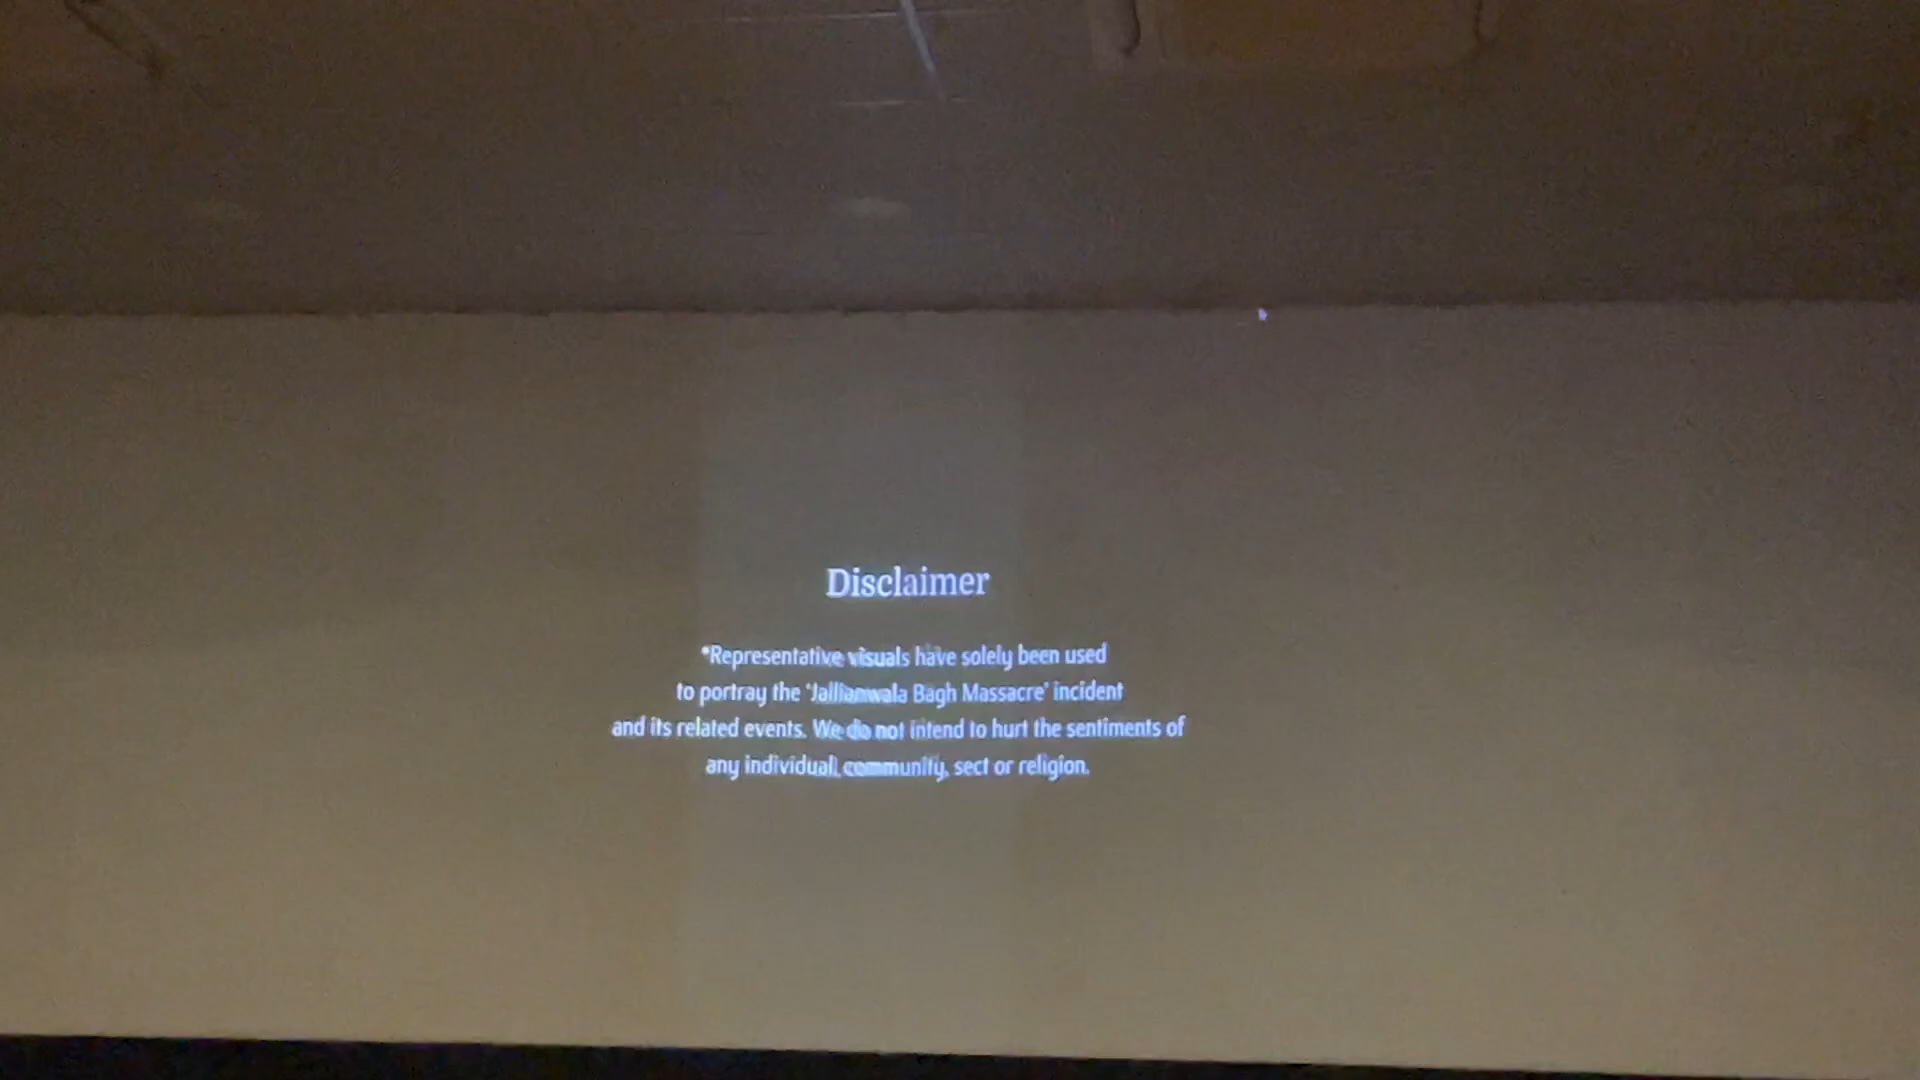 Disclaimer
*Representative visuals have solely been used
to portray the 'Jallianwala Bagh Massacre' incident
and its related events. We do not intend to hurt the sentiments of
any individual, community, sect or religion.